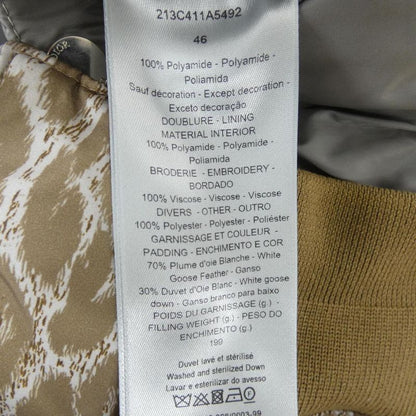 TOP
213C411A5492
46
100% Polyamide - Polyamide -
Poliamida
Sauf décoration - Except decoration -
Exceto decoração
DOUBLURE - LINING
MATERIAL INTERIOR
100% Polyamide - Polyamide -
Poliamida
BRODERIE - EMBROIDERY -
BORDADO
100% Viscose - Viscose - Viscose
DIVERS - OTHER - OUTRO
100% Polyester - Polyester - Poliéster
GARNISSAGE ET COULEUR -
PADDING - ENCHIMENTO E COR
70% Plume d'oie Blanche - White
Goose Feather - Ganso
30% Duvet d'Oie Blanc - White goose
down - Ganso branco para baixo
POIDS DU GARNISSAGE (g.) -
FILLING WEIGHT (g.) - PESO DO
ENCHIMENTO (g.)
199
Duvet lavé et stérilisé
Washed and sterilized Down
Lavar e esterilizar do avesso
/0003-99